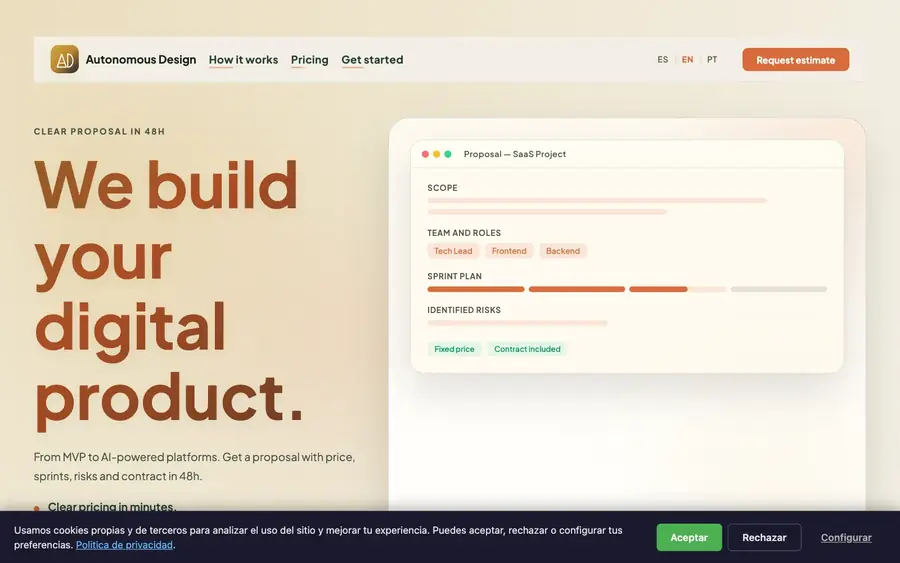 AD Autonomous Design How it works Pricing Get started ES EN PT Request estimate
CLEAR PROPOSAL IN 48H
We build
your
digital
product.
From MVP to AI-powered platforms. Get a proposal with price,
sprints, risks and contract in 48h.
Clear pricing in minutes.
Proposal — SaaS Project
SCOPE
TEAM AND ROLES
Tech Lead Frontend Backend
SPRINT PLAN
IDENTIFIED RISKS
Fixed price Contract included
Usamos cookies propias y de terceros para analizar el uso del sitio y mejorar tu experiencia. Puedes aceptar, rechazar o configurar tus
preferencias. Política de privacidad.
Aceptar Rechazar Configurar